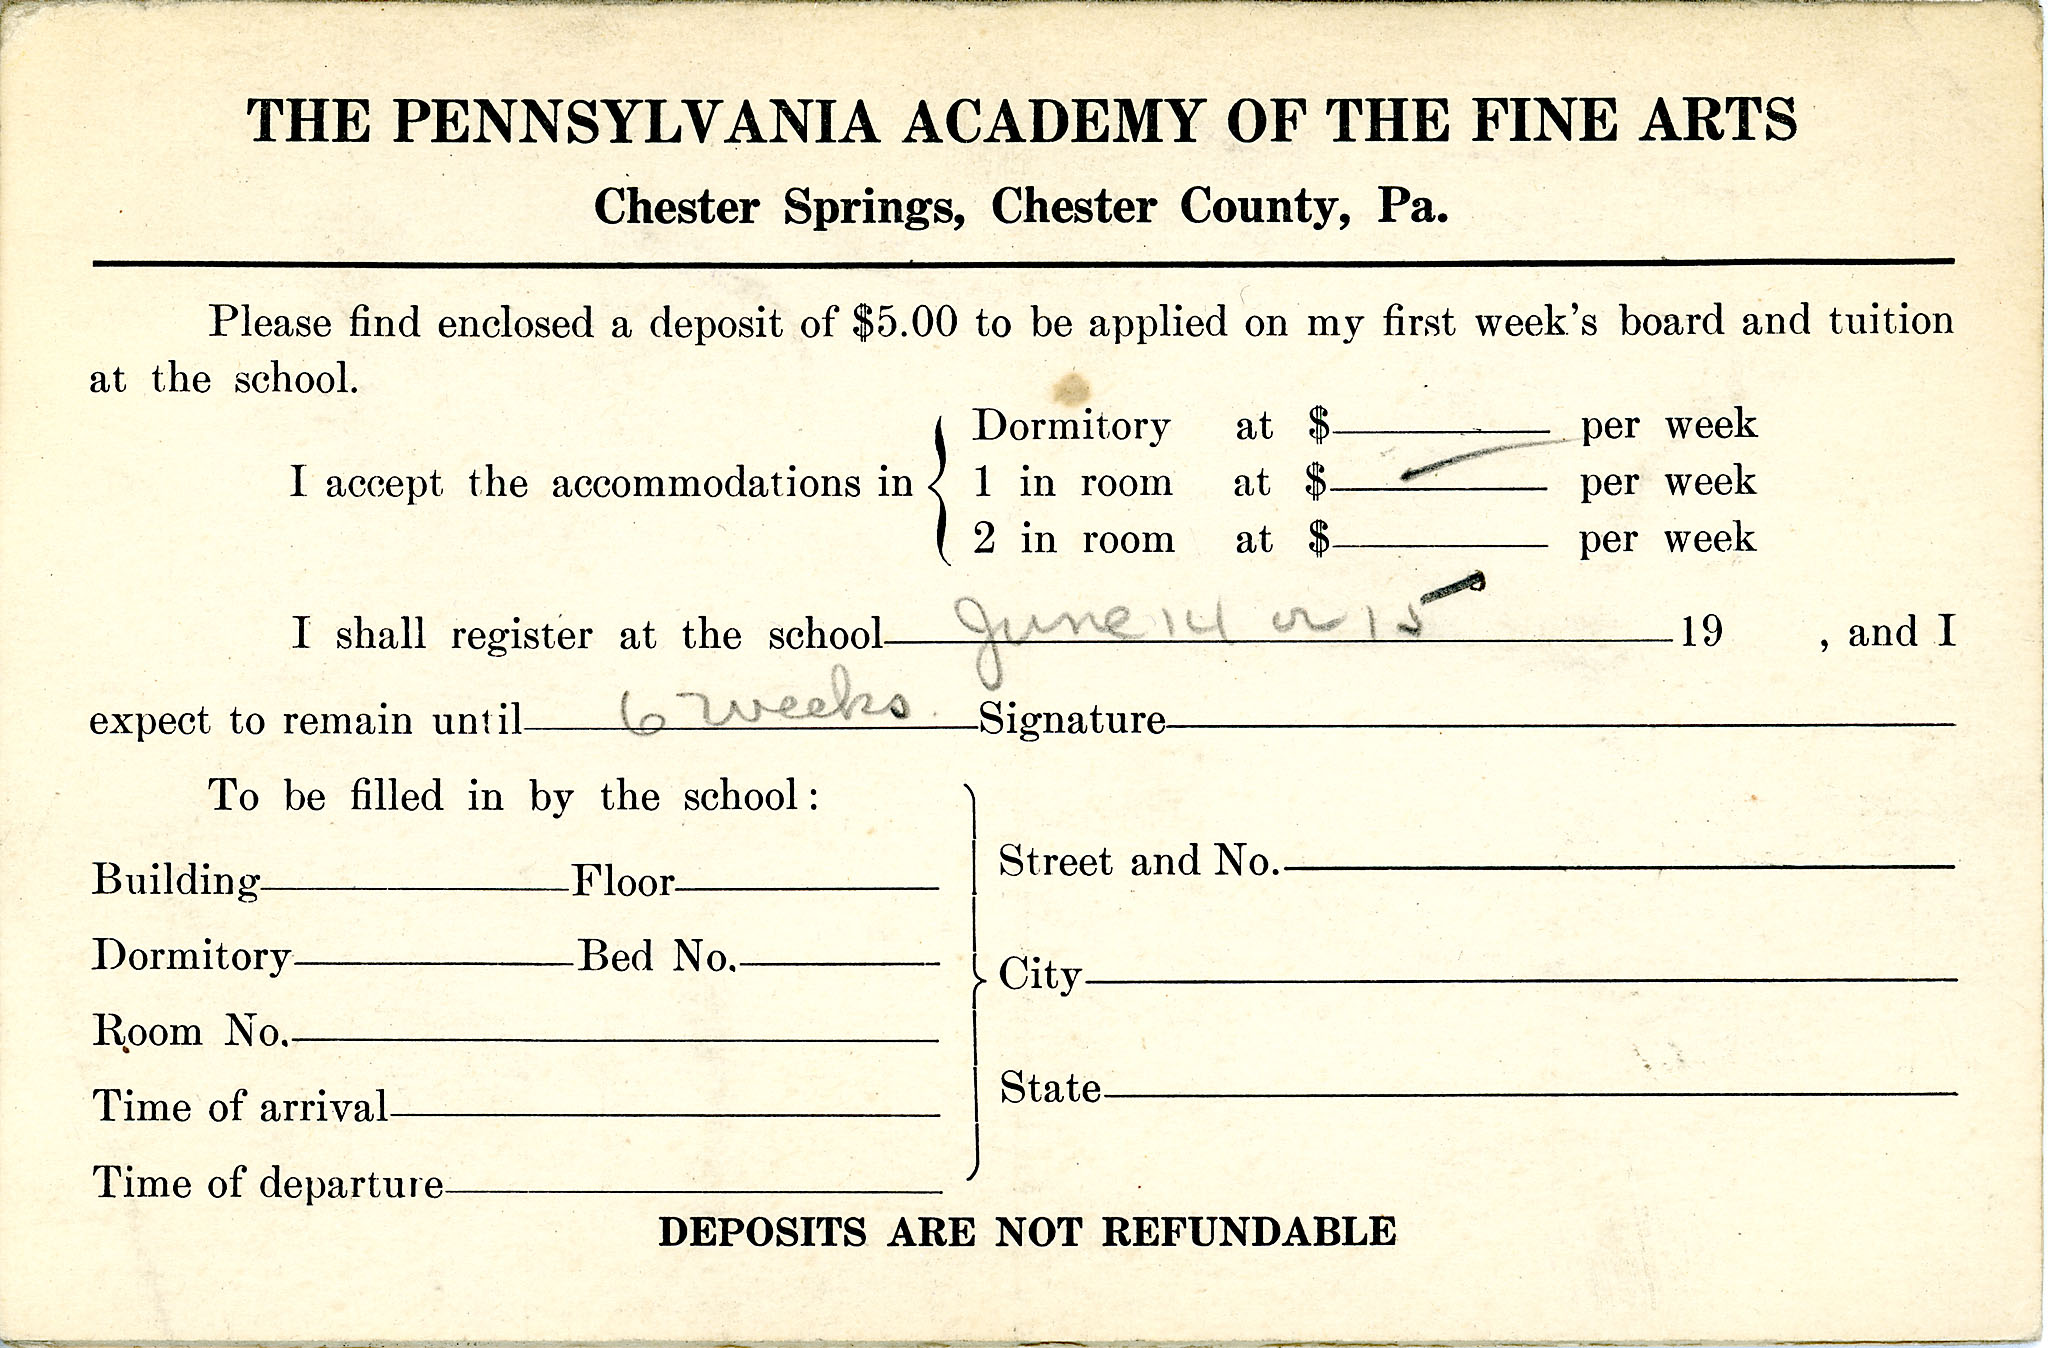 THE PENNSYLVANIA ACADEMY OF THE FINE ARTS
Chester Springs, Chester County, Pa.
Please find enclosed a deposit of $5.00 to be applied on my first week's board and tuition
at the school.
Dormitory at $ per week
I accept the accommodations in 1 in room at $ per week
2 in room at $ per week
I shall register at the school June 14 or 15 19 , and I
expect to remain until 6 weeks. Signature
To be filled in by the school:
Building Floor
Street and No.
Dormitory Bed No.
City
Room No.
State
Time of arrival
Time of departure
DEPOSITS ARE NOT REFUNDABLE